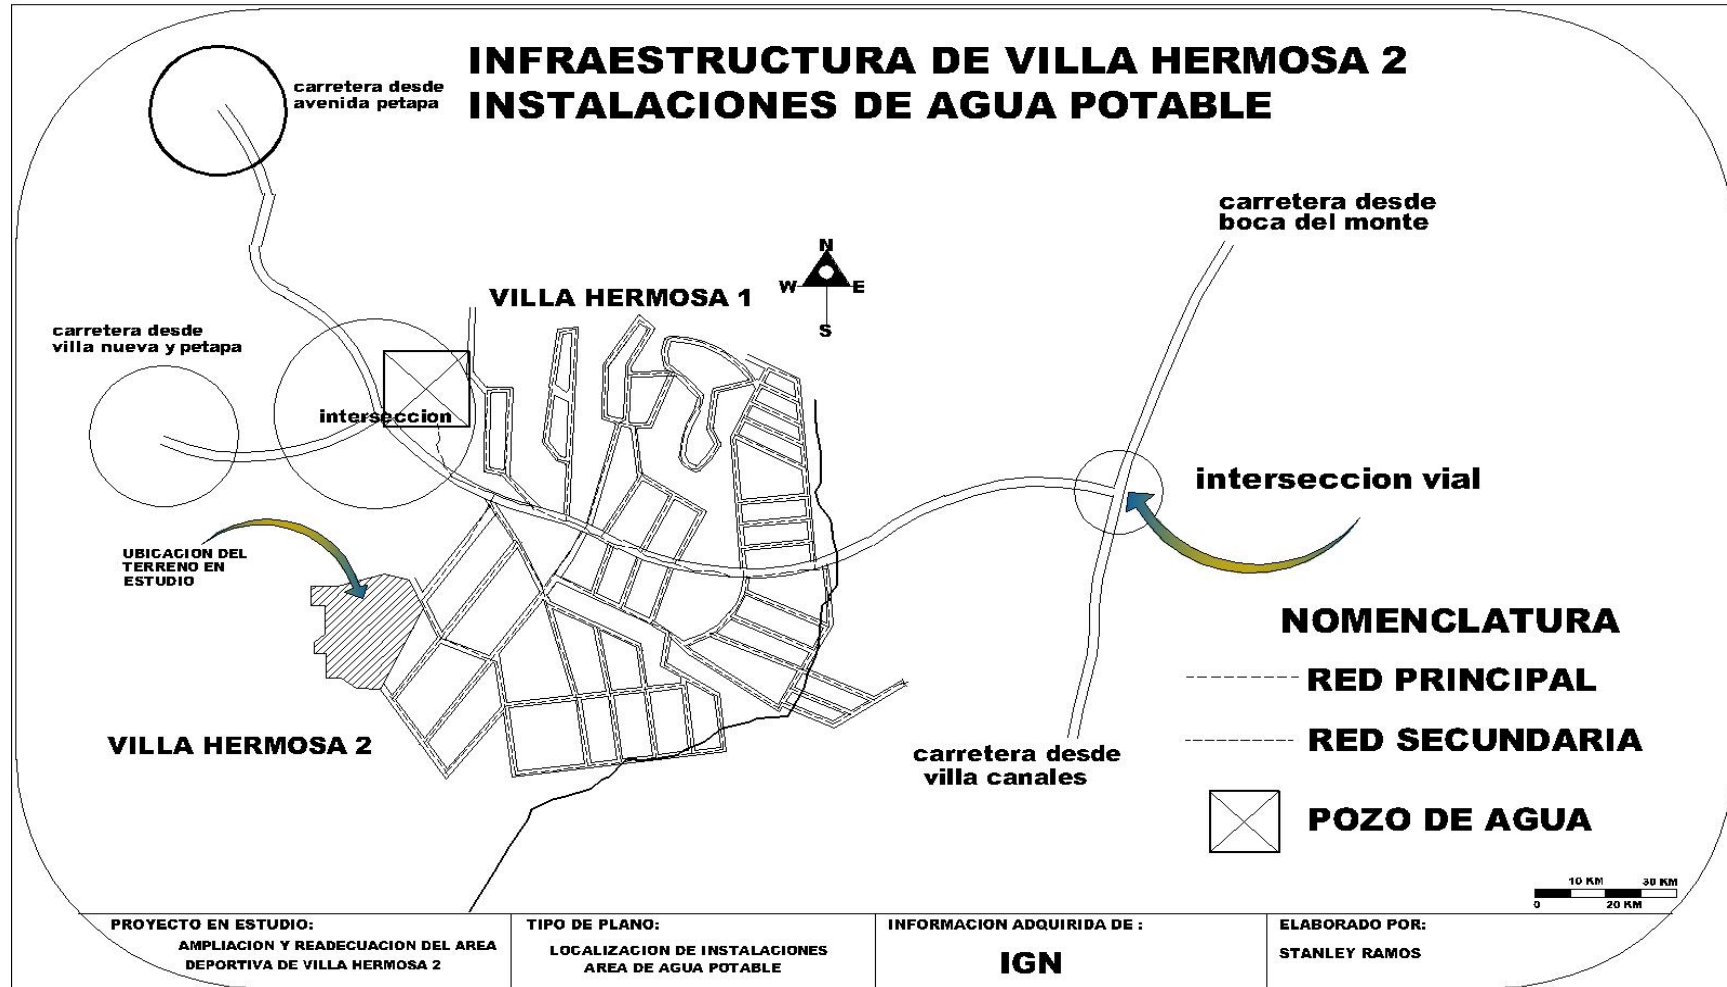 INFRAESTRUCTURA DE VILLA HERMOSA 2
INSTALACIONES DE AGUA POTABLE
carretera desde
avenida petapa
carretera desde
boca del monte
N
W E
S
VILLA HERMOSA 1
carretera desde
villa nueva y petapa
interseccion
interseccion vial
UBICACION DEL
TERRENO EN
ESTUDIO
VILLA HERMOSA 2
carretera desde
villa canales
NOMENCLATURA
RED PRINCIPAL
RED SECUNDARIA
POZO DE AGUA
10 KM 30 KM
0 20 KM
PROYECTO EN ESTUDIO:
AMPLIACION Y READECUACION DEL AREA
DEPORTIVA DE VILLA HERMOSA 2
TIPO DE PLANO:
LOCALIZACION DE INSTALACIONES
AREA DE AGUA POTABLE
INFORMACION ADQUIRIDA DE :
IGN
ELABORADO POR:
STANLEY RAMOS